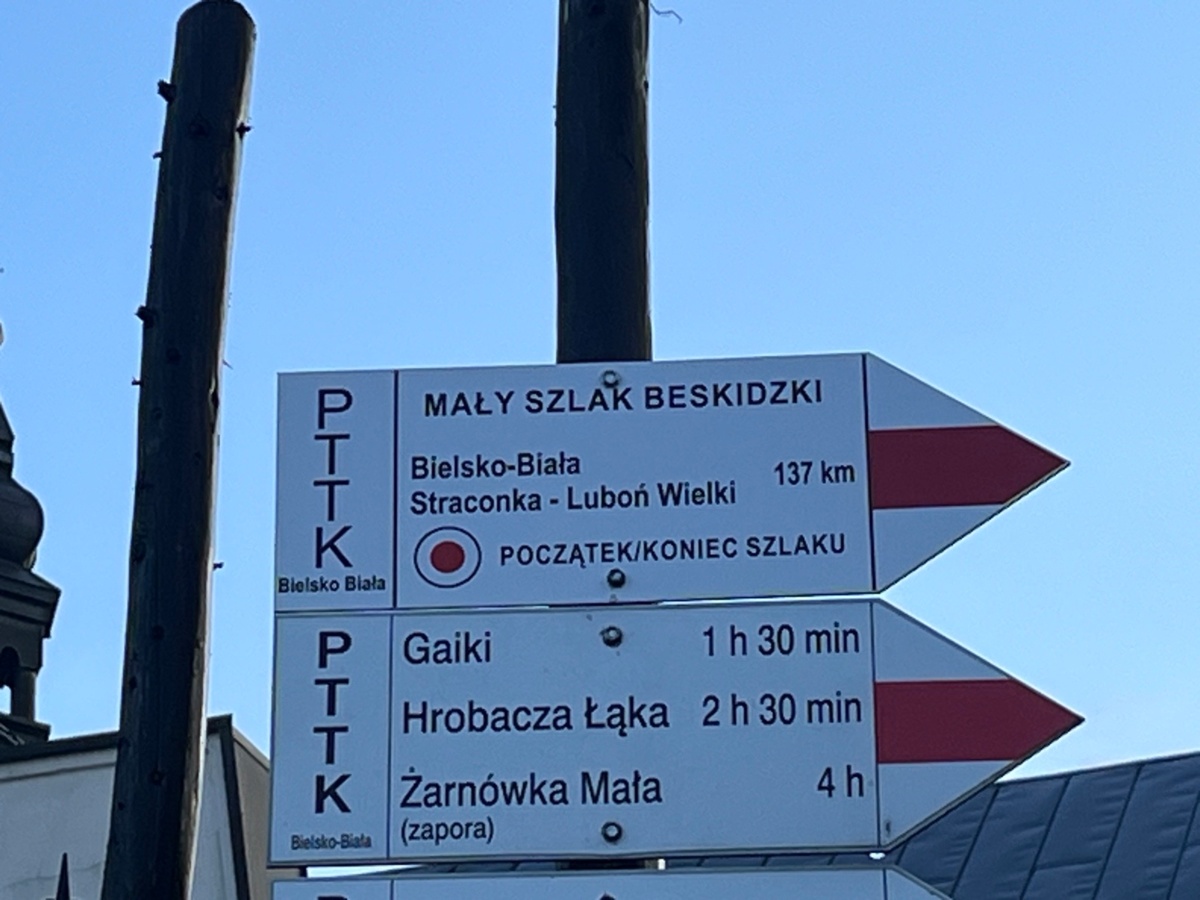 PTTK
Bielsko Biała
MAŁY SZLAK BESKIDZKI
Bielsko-Biała
Straconka - Luboń Wielki 137 km
POCZĄTEK/KONIEC SZLAKU
PTTK
Bielsko-Biała
Gaiki 1 h 30 min
Hrobacza Łąka 2 h 30 min
Żarnówka Mała 4 h
(zapora)